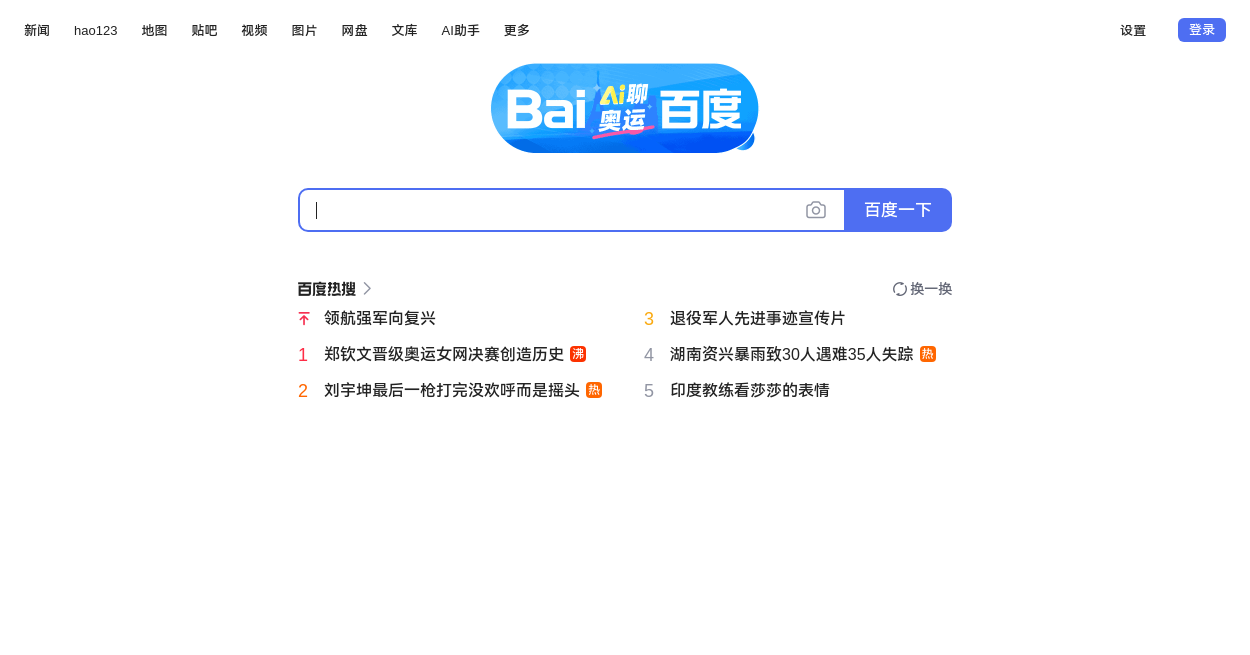 新闻 hao123 地图 贴吧 视频 图片 网盘 文库 AI助手 更多 设置 登录
Bai Ai聊奥运 百度
百度一下
百度热搜 换一换
领航强军向复兴
1 郑钦文晋级奥运女网决赛创造历史 沸
2 刘宇坤最后一枪打完没欢呼而是摇头 热
3 退役军人先进事迹宣传片
4 湖南资兴暴雨致30人遇难35人失踪 热
5 印度教练看莎莎的表情